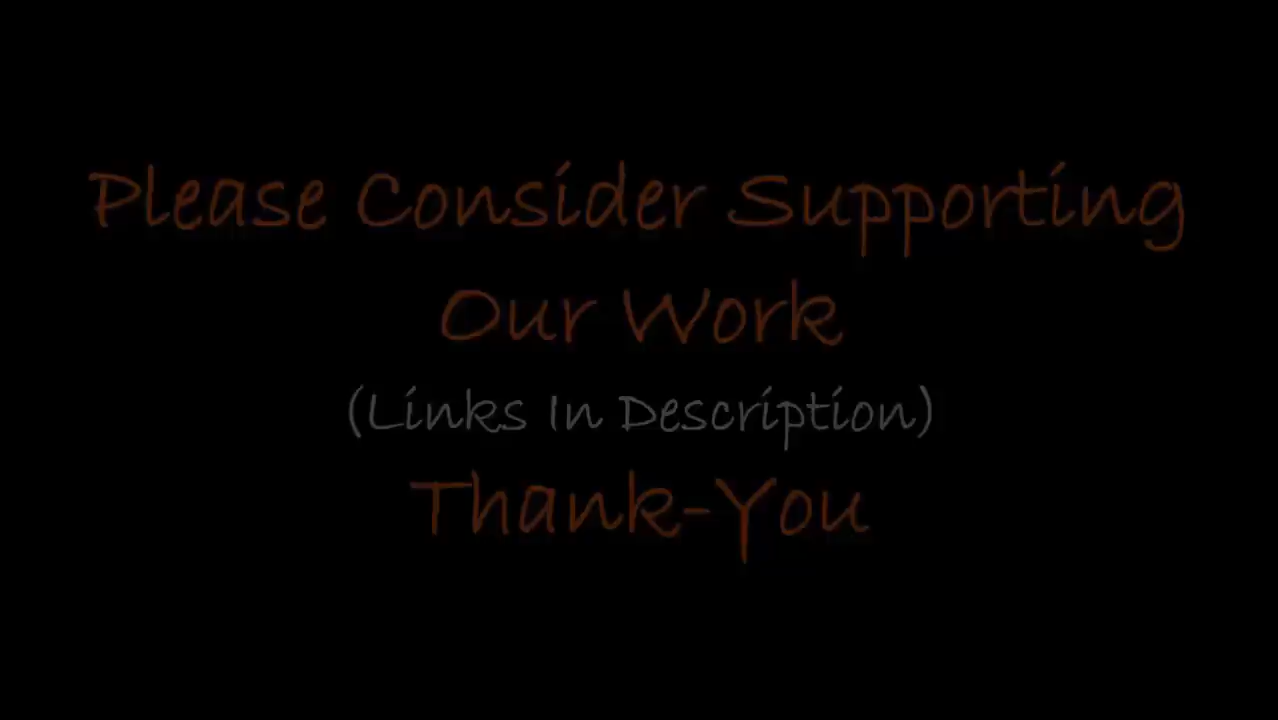 Please Consider Supporting
Our Work
(Links In Description)
Thank-You